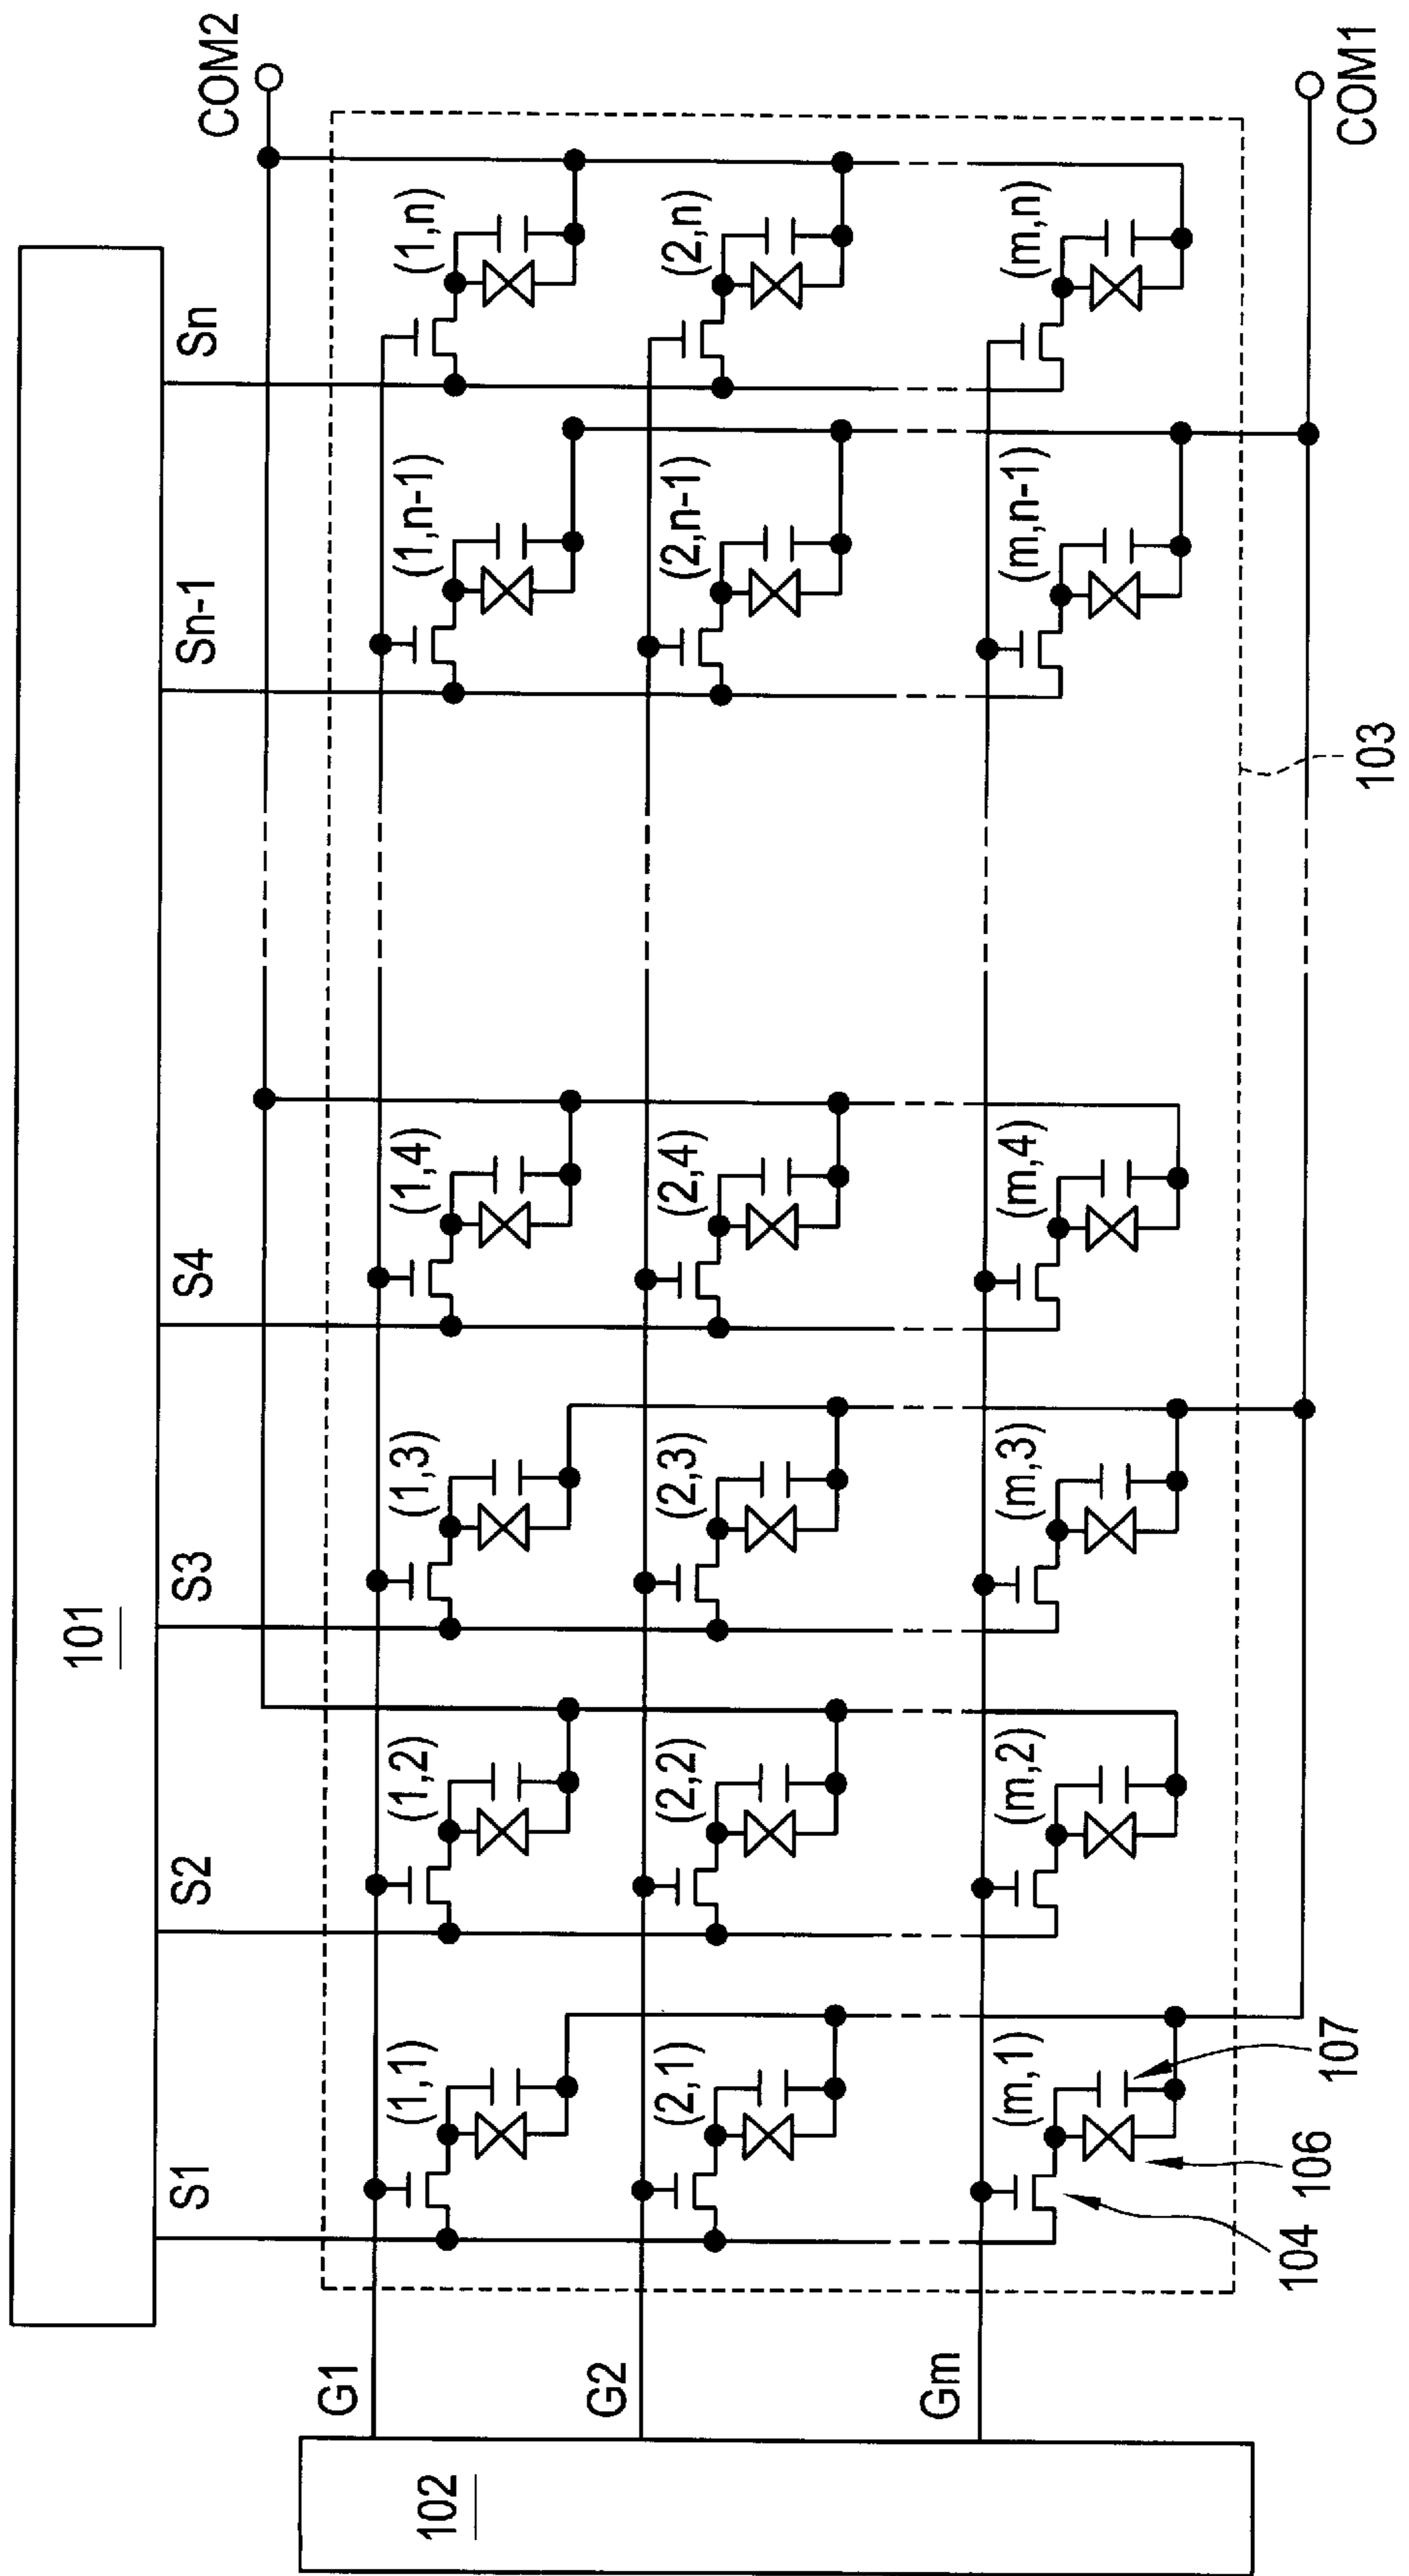 101
COM2
S1
S2
S3
S4
Sn-1
Sn
102
G1
(1,1)
(1,2)
(1,3)
(1,4)
(1,n-1)
(1,n)
G2
(2,1)
(2,2)
(2,3)
(2,4)
(2,n-1)
(2,n)
Gm
(m,1)
(m,2)
(m,3)
(m,4)
(m,n-1)
(m,n)
104
106
107
103
COM1